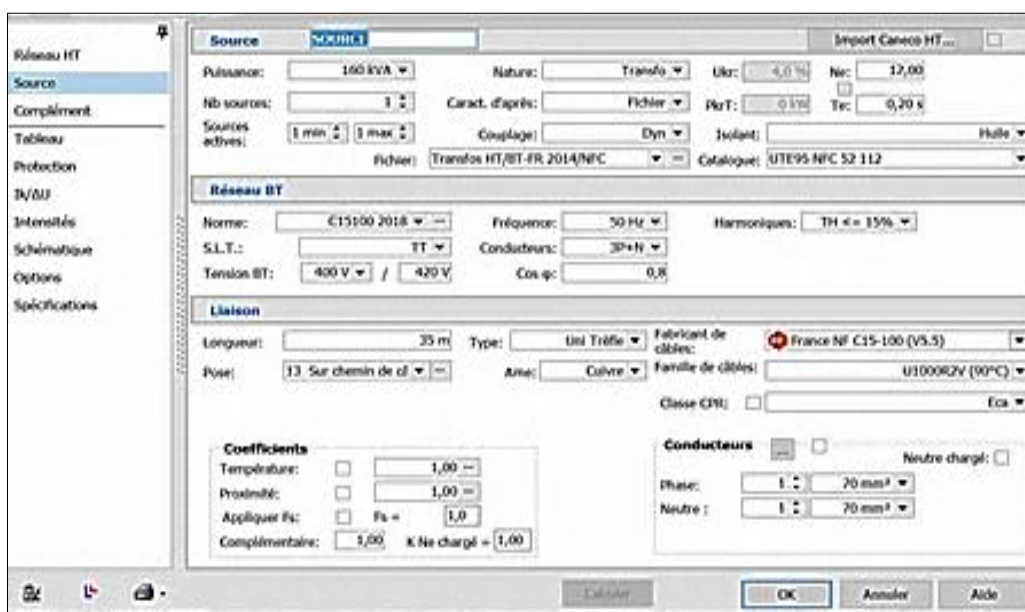 Réseau HT
Source
Complément
Tableau
Protection
Ik/ΔU
Intensités
Schématique
Options
Spécifications
Source SOURCE Import Caneco HT...
Puissance: 160 kVA Nature: Transfo Ukr: 4,0 % Ne: 12,00
Nb sources: 1 Caract. d'après: Fichier PkrT: 0 kW Te: 0,20 s
Sources actives: 1 min 1 max Couplage: Dyn Isolant: Huile
Fichier: Transfos HT/BT-FR 2014/NFC Catalogue: UTE95 NFC 52 112
Réseau BT
Norme: C15100 2018 Fréquence: 50 Hz Harmoniques: TH <= 15%
S.L.T.: TT Conducteurs: 3P+N
Tension BT: 400 V / 420 V Cos φ: 0,8
Liaison
Longueur: 35 m Type: Uni Trèfle Fabricant de câbles: France NF C15-100 (V5.5)
Pose: 13 Sur chemin de câ Ame: Cuivre Famille de câbles: U1000R2V (90°C)
Classe CPR: Eca
Coefficients
Température: 1,00
Proximité: 1,00
Appliquer Fs: Fs = 1,0
Complémentaire: 1,00 K Ne chargé = 1,00
Conducteurs ... Neutre chargé:
Phase: 1 70 mm²
Neutre : 1 70 mm²
Calculer OK Annuler Aide